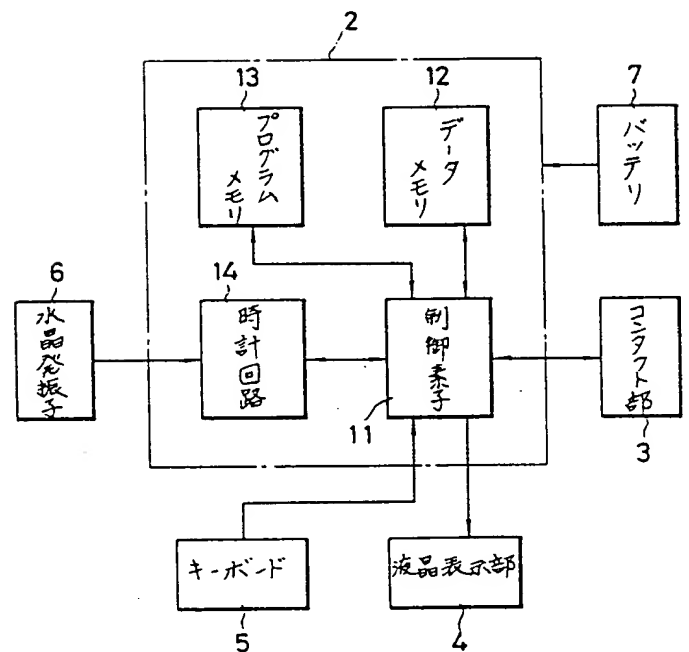 2
13
プログラム
メモリ
12
データ
メモリ
7
バッテリ
6
水晶発振子
14
時計回路
制御素子
11
コンタクト部
3
キーボード
5
液晶表示部
4